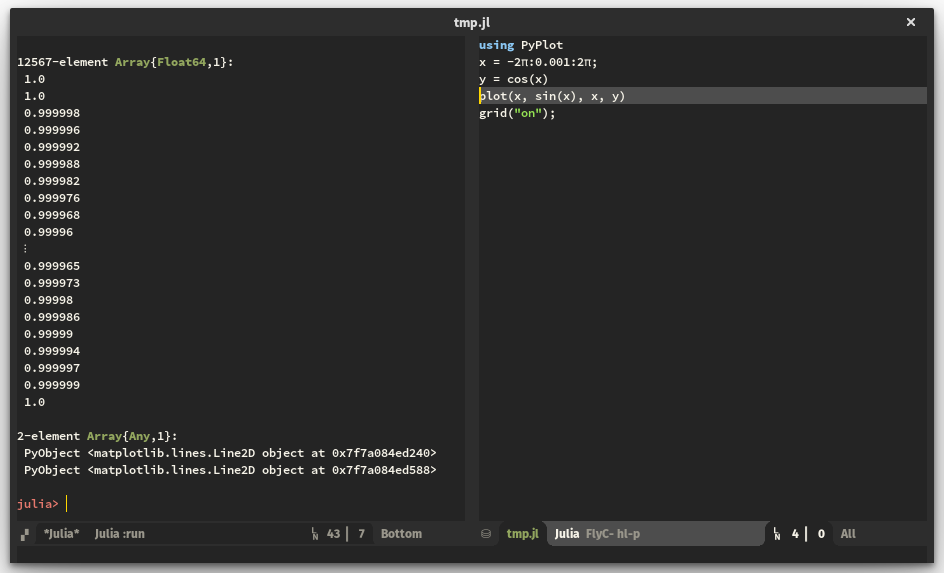 tmp.jl
12567-element Array{Float64,1}:
1.0
1.0
0.999998
0.999996
0.999992
0.999988
0.999982
0.999976
0.999968
0.99996
⋮
0.999965
0.999973
0.99998
0.999986
0.99999
0.999994
0.999997
0.999999
1.0
2-element Array{Any,1}:
PyObject <matplotlib.lines.Line2D object at 0x7f7a084ed240>
PyObject <matplotlib.lines.Line2D object at 0x7f7a084ed588>
julia>
*Julia* Julia :run LN 43 | 7 Bottom
using PyPlot
x = -2π:0.001:2π;
y = cos(x)
plot(x, sin(x), x, y)
grid("on");
tmp.jl Julia FlyC- hl-p LN 4 | 0 All